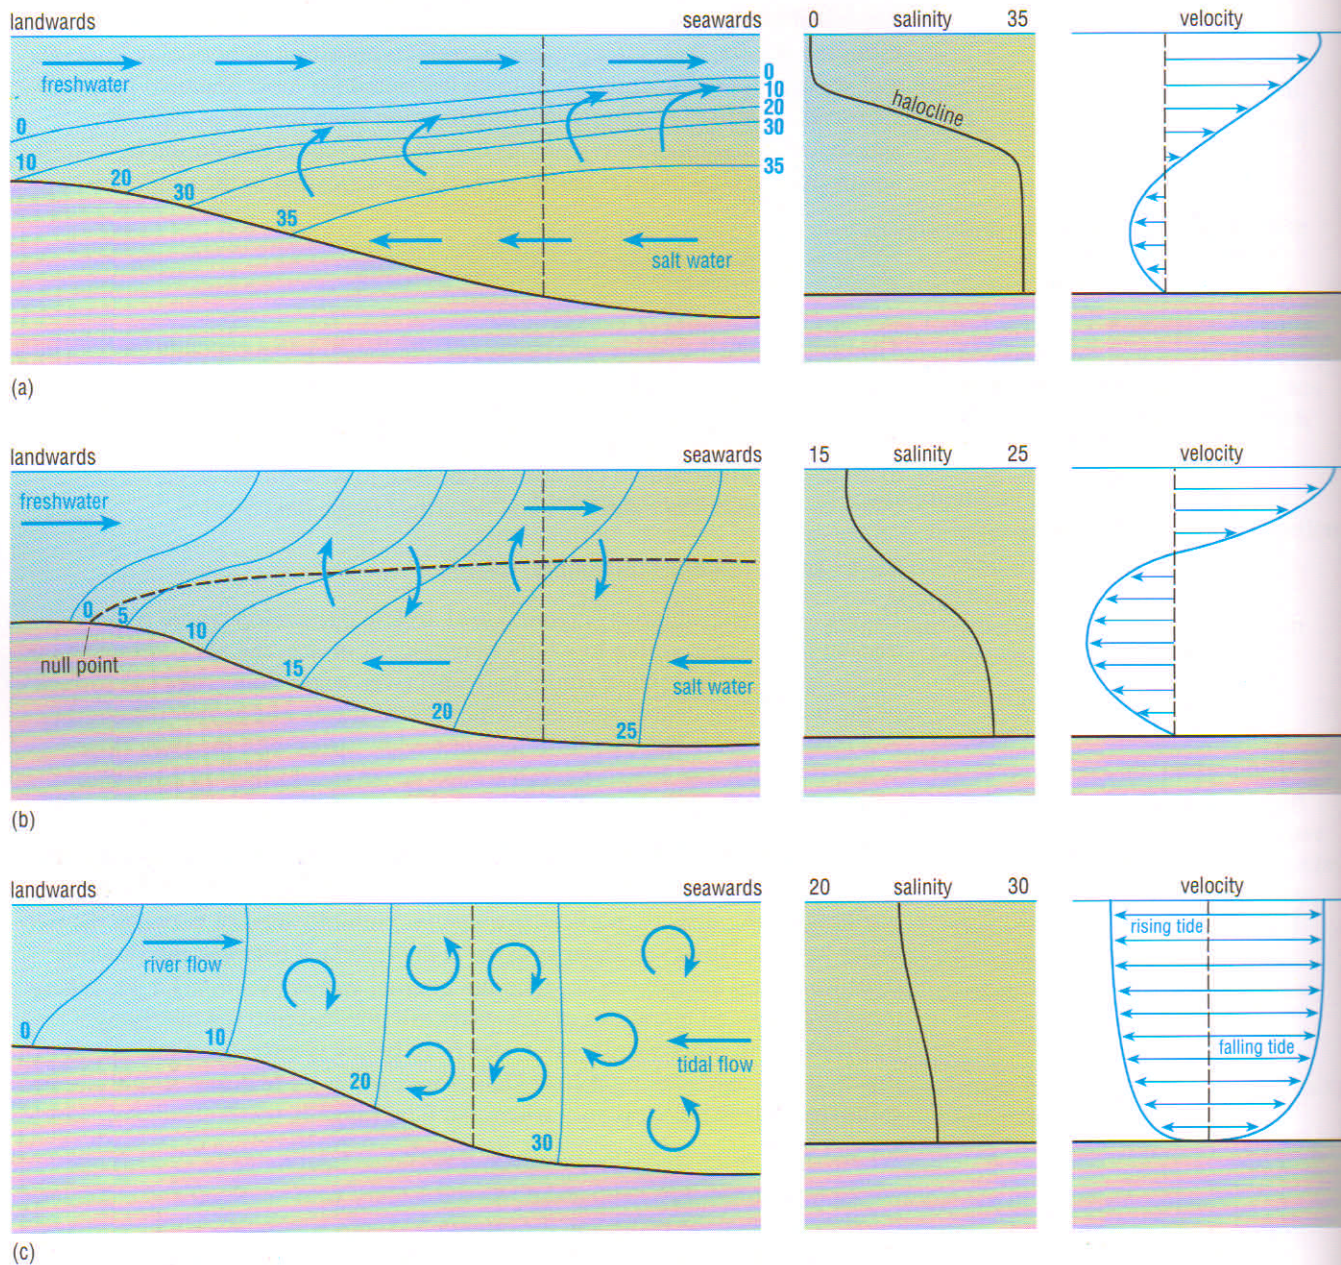 landwards
seawards
0 salinity 35
velocity
freshwater
0
10
20
30
35
0
10
20
30
35
salt water
halocline
(a)
landwards
seawards
15 salinity 25
velocity
freshwater
0
5
10
15
20
25
null point
salt water
(b)
landwards
seawards
20 salinity 30
velocity
river flow
0
10
20
30
tidal flow
rising tide
falling tide
(c)